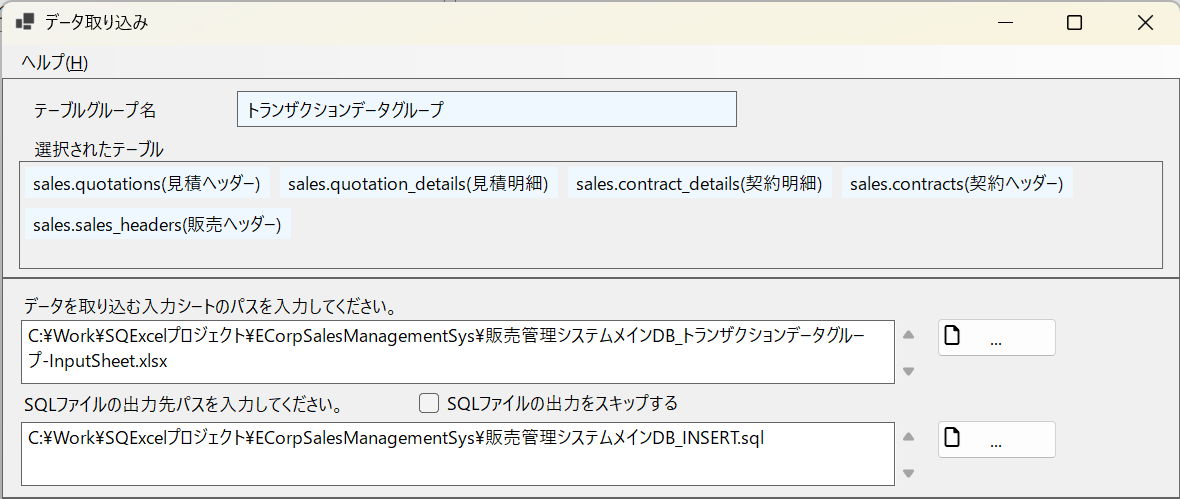 データ取り込み
ヘルプ(H)
テーブルグループ名
トランザクションデータグループ
選択されたテーブル
sales.quotations(見積ヘッダー) sales.quotation_details(見積明細) sales.contract_details(契約明細) sales.contracts(契約ヘッダー)
sales.sales_headers(販売ヘッダー)
データを取り込む入力シートのパスを入力してください。
C:¥Work¥SQExcelプロジェクト¥ECorpSalesManagementSys¥販売管理システムメインDB_トランザクションデータグルー
プ-InputSheet.xlsx
...
SQLファイルの出力先パスを入力してください。 SQLファイルの出力をスキップする
C:¥Work¥SQExcelプロジェクト¥ECorpSalesManagementSys¥販売管理システムメインDB_INSERT.sql
...